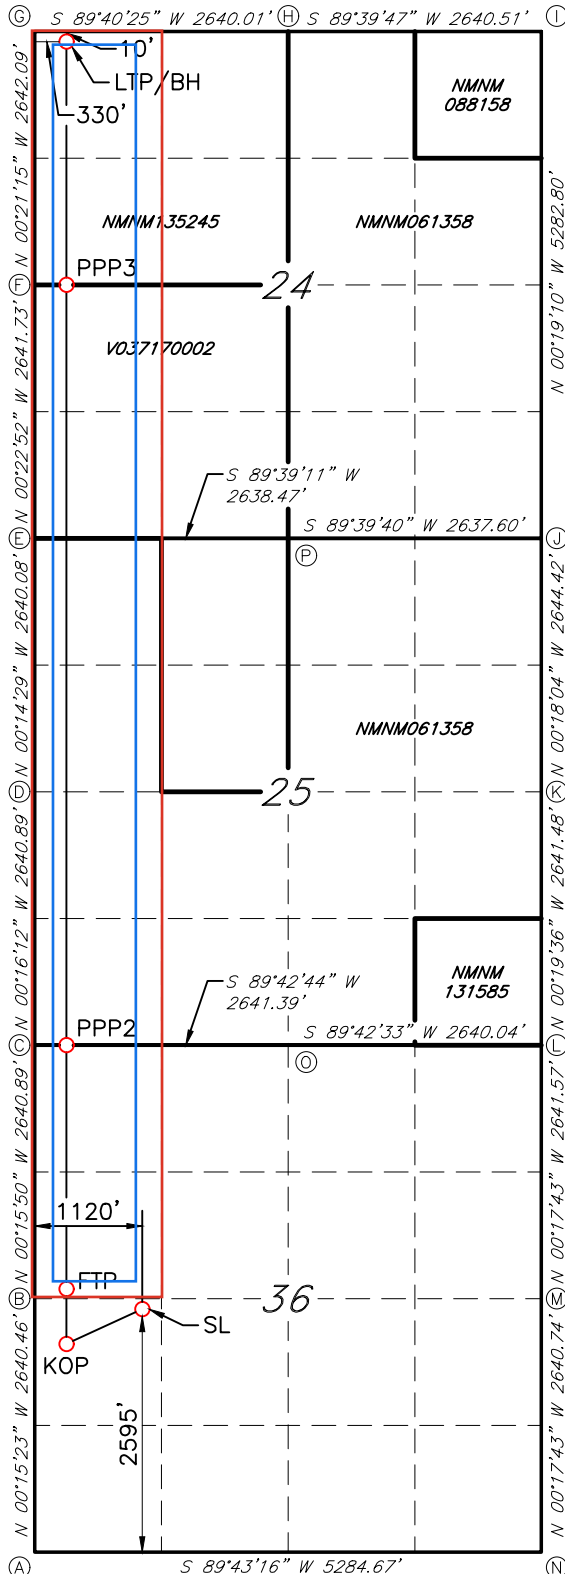 G S 89°40'25" W 2640.01' H S 89°39'47" W 2640.51' I
10'
LTP/BH
330'
NMNM
088158
N 00°21'15" W 2642.09'
N 00°19'10" W 5282.80'
NMNM135245
NMNM061358
PPP3
F
24
V037170002
N 00°22'52" W 2641.73'
S 89°39'11" W
2638.47'
S 89°39'40" W 2637.60'
E
J
P
N 00°14'29" W 2640.08'
N 00°18'04" W 2644.42'
NMNM061358
D
25
K
N 00°16'12" W 2640.89'
N 00°19'36" W 2641.48'
S 89°42'44" W
2641.39'
NMNM
131585
S 89°42'33" W 2640.04'
PPP2
C
L
O
N 00°15'50" W 2640.89'
N 00°17'43" W 2641.57'
1120'
FTP
B
36
M
SL
KOP
2595'
N 00°15'23" W 2640.46'
N 00°17'43" W 2640.74'
A S 89°43'16" W 5284.67' N